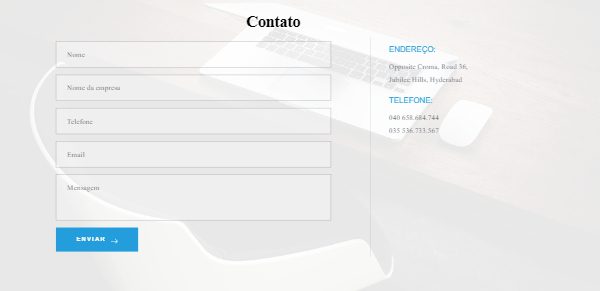 Contato
Nome
Nome da empresa
Telefone
Email
Mensagem
ENVIAR
ENDEREÇO:
Opposite Croma, Road 36,
Jubilee Hills, Hyderabad
TELEFONE:
040 658.684.744
035 536.733.567